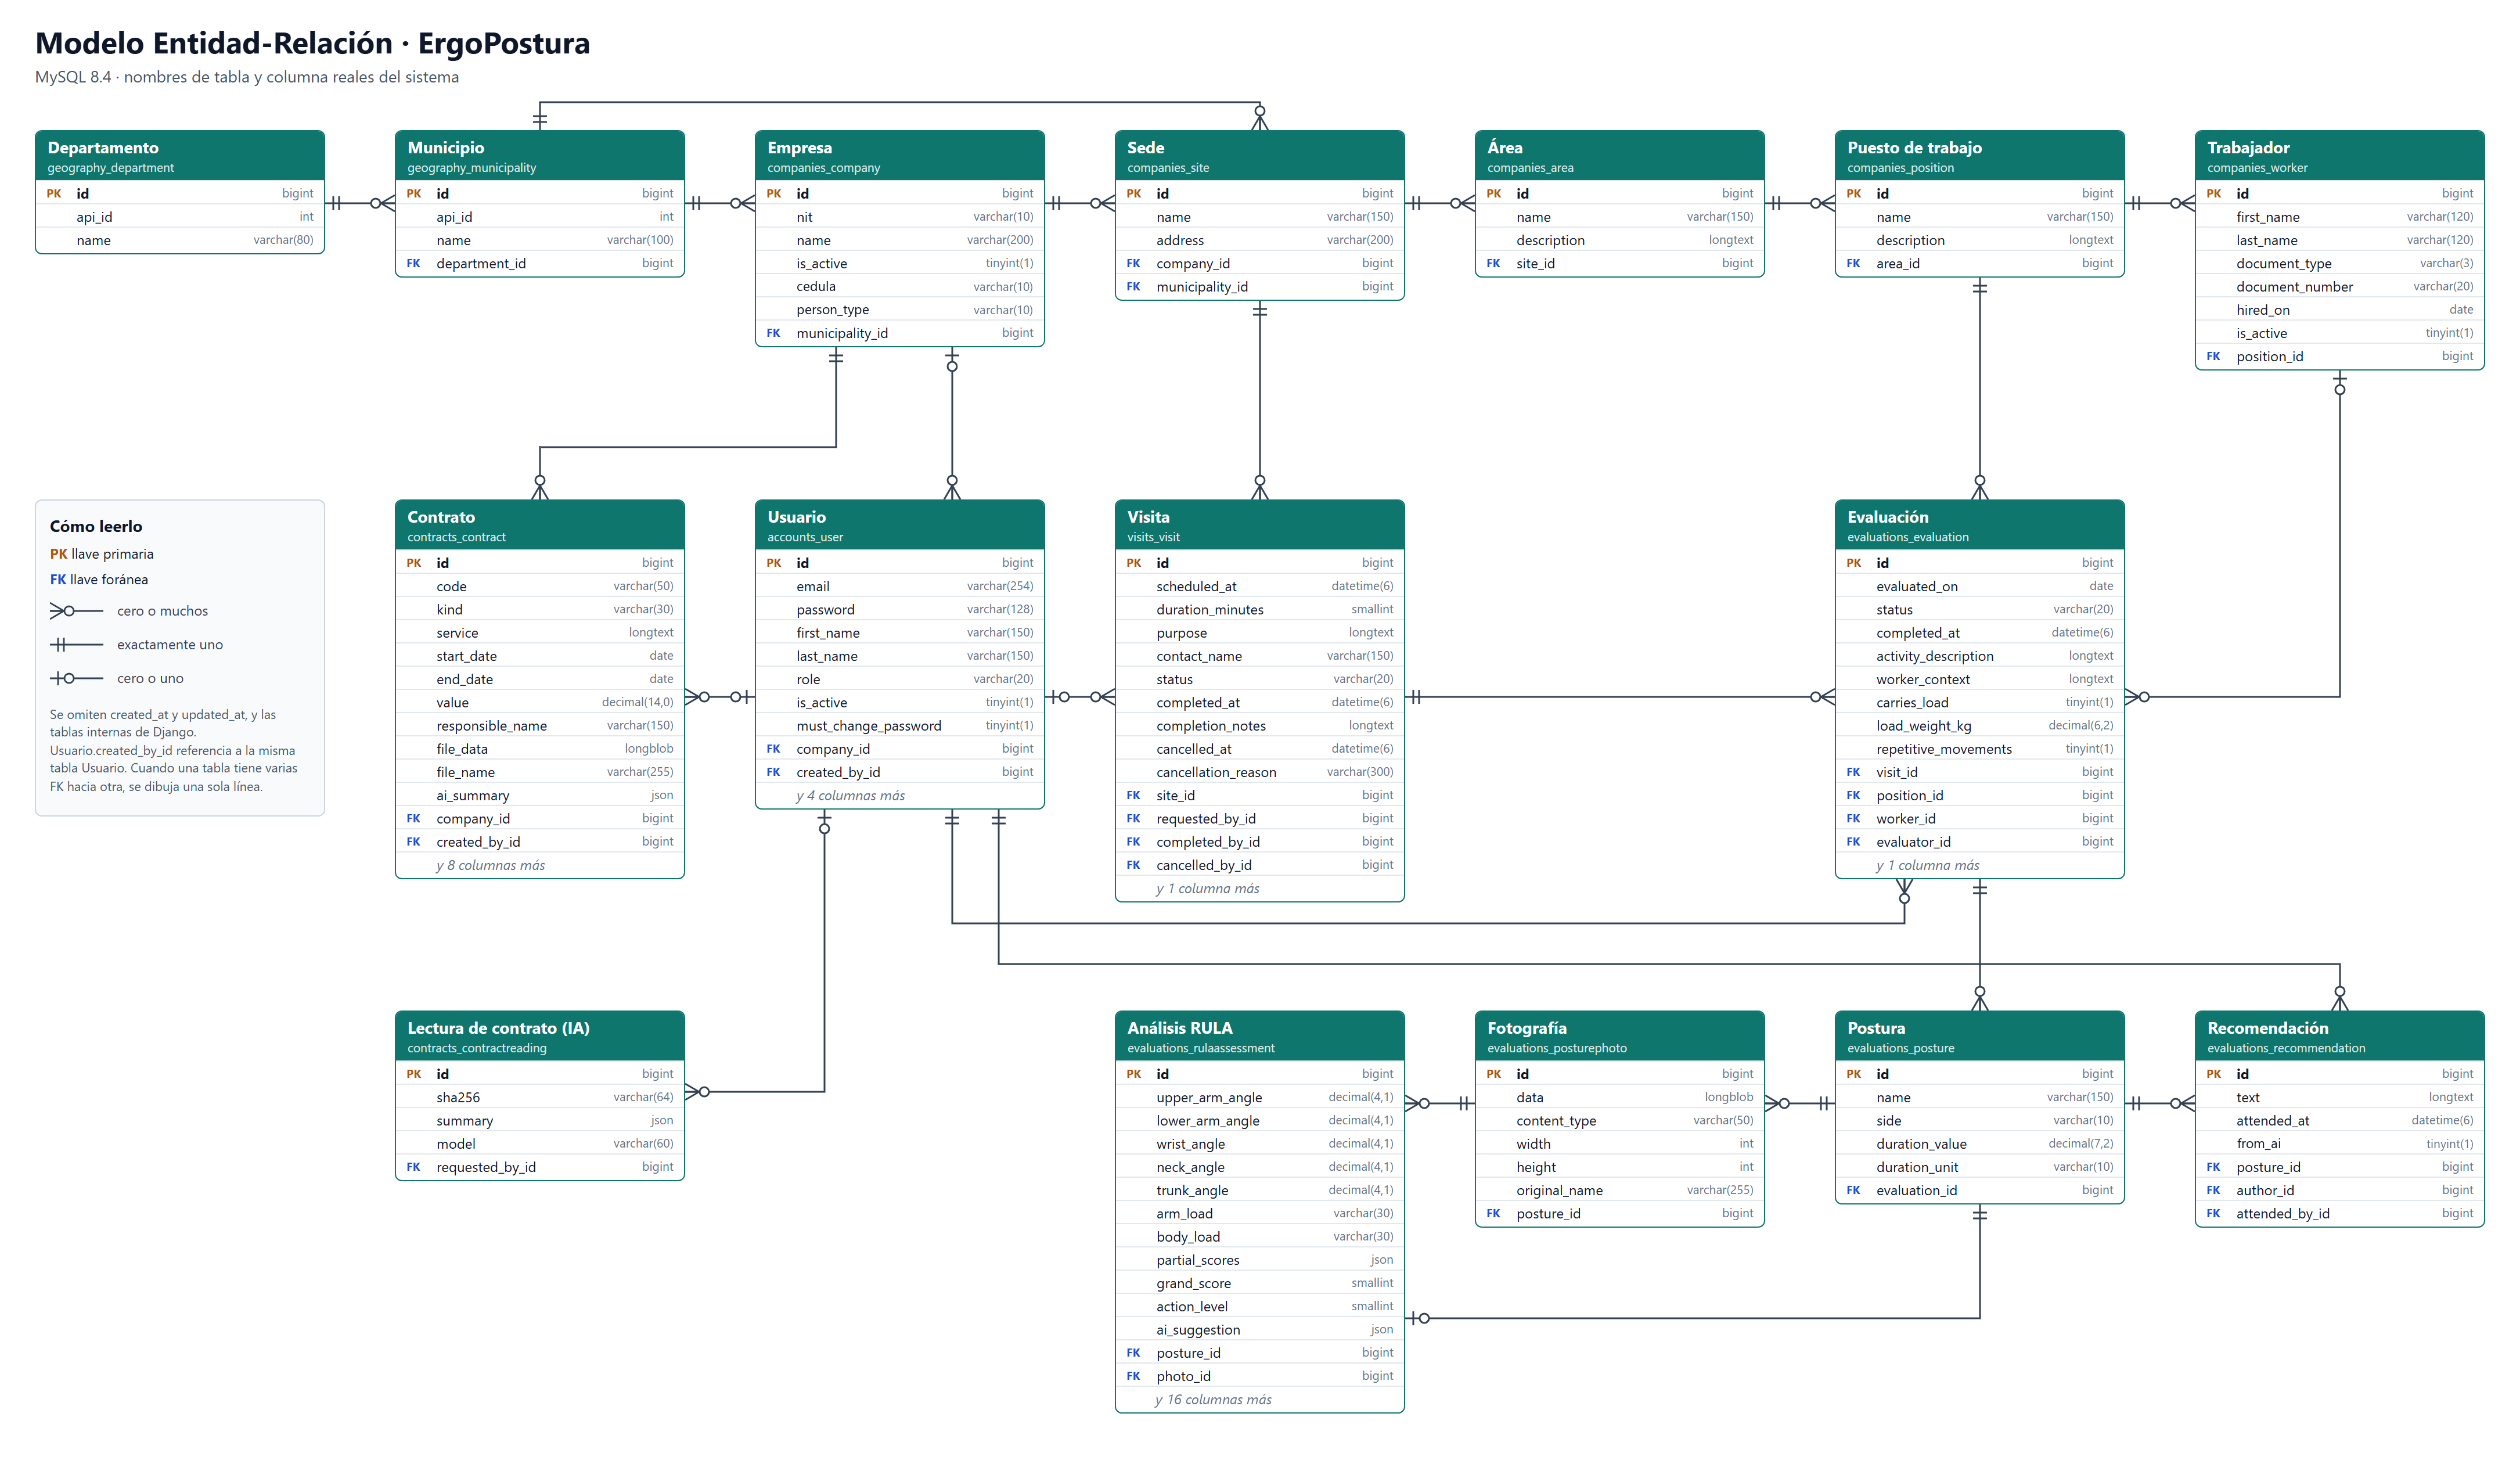 Modelo Entidad-Relación · ErgoPostura
MySQL 8.4 · nombres de tabla y columna reales del sistema
Departamento
geography_department
PK id bigint
api_id int
name varchar(80)
Municipio
geography_municipality
PK id bigint
api_id int
name varchar(100)
FK department_id bigint
Empresa
companies_company
PK id bigint
nit varchar(10)
name varchar(200)
is_active tinyint(1)
cedula varchar(10)
person_type varchar(10)
FK municipality_id bigint
Sede
companies_site
PK id bigint
name varchar(150)
address varchar(200)
FK company_id bigint
FK municipality_id bigint
Área
companies_area
PK id bigint
name varchar(150)
description longtext
FK site_id bigint
Puesto de trabajo
companies_position
PK id bigint
name varchar(150)
description longtext
FK area_id bigint
Trabajador
companies_worker
PK id bigint
first_name varchar(120)
last_name varchar(120)
document_type varchar(3)
document_number varchar(20)
hired_on date
is_active tinyint(1)
FK position_id bigint
Cómo leerlo
PK llave primaria
FK llave foránea
cero o muchos
exactamente uno
cero o uno
Se omiten created_at y updated_at, y las
tablas internas de Django.
Usuario.created_by_id referencia a la misma
tabla Usuario. Cuando una tabla tiene varias
FK hacia otra, se dibuja una sola línea.
Contrato
contracts_contract
PK id bigint
code varchar(50)
kind varchar(30)
service longtext
start_date date
end_date date
value decimal(14,0)
responsible_name varchar(150)
file_data longblob
file_name varchar(255)
ai_summary json
FK company_id bigint
FK created_by_id bigint
y 8 columnas más
Usuario
accounts_user
PK id bigint
email varchar(254)
password varchar(128)
first_name varchar(150)
last_name varchar(150)
role varchar(20)
is_active tinyint(1)
must_change_password tinyint(1)
FK company_id bigint
FK created_by_id bigint
y 4 columnas más
Visita
visits_visit
PK id bigint
scheduled_at datetime(6)
duration_minutes smallint
purpose longtext
contact_name varchar(150)
status varchar(20)
completed_at datetime(6)
completion_notes longtext
cancelled_at datetime(6)
cancellation_reason varchar(300)
FK site_id bigint
FK requested_by_id bigint
FK completed_by_id bigint
FK cancelled_by_id bigint
y 1 columna más
Evaluación
evaluations_evaluation
PK id bigint
evaluated_on date
status varchar(20)
completed_at datetime(6)
activity_description longtext
worker_context longtext
carries_load tinyint(1)
load_weight_kg decimal(6,2)
repetitive_movements tinyint(1)
FK visit_id bigint
FK position_id bigint
FK worker_id bigint
FK evaluator_id bigint
y 1 columna más
Lectura de contrato (IA)
contracts_contractreading
PK id bigint
sha256 varchar(64)
summary json
model varchar(60)
FK requested_by_id bigint
Análisis RULA
evaluations_rulaassessment
PK id bigint
upper_arm_angle decimal(4,1)
lower_arm_angle decimal(4,1)
wrist_angle decimal(4,1)
neck_angle decimal(4,1)
trunk_angle decimal(4,1)
arm_load varchar(30)
body_load varchar(30)
partial_scores json
grand_score smallint
action_level smallint
ai_suggestion json
FK posture_id bigint
FK photo_id bigint
y 16 columnas más
Fotografía
evaluations_posturephoto
PK id bigint
data longblob
content_type varchar(50)
width int
height int
original_name varchar(255)
FK posture_id bigint
Postura
evaluations_posture
PK id bigint
name varchar(150)
side varchar(10)
duration_value decimal(7,2)
duration_unit varchar(10)
FK evaluation_id bigint
Recomendación
evaluations_recommendation
PK id bigint
text longtext
attended_at datetime(6)
from_ai tinyint(1)
FK posture_id bigint
FK author_id bigint
FK attended_by_id bigint